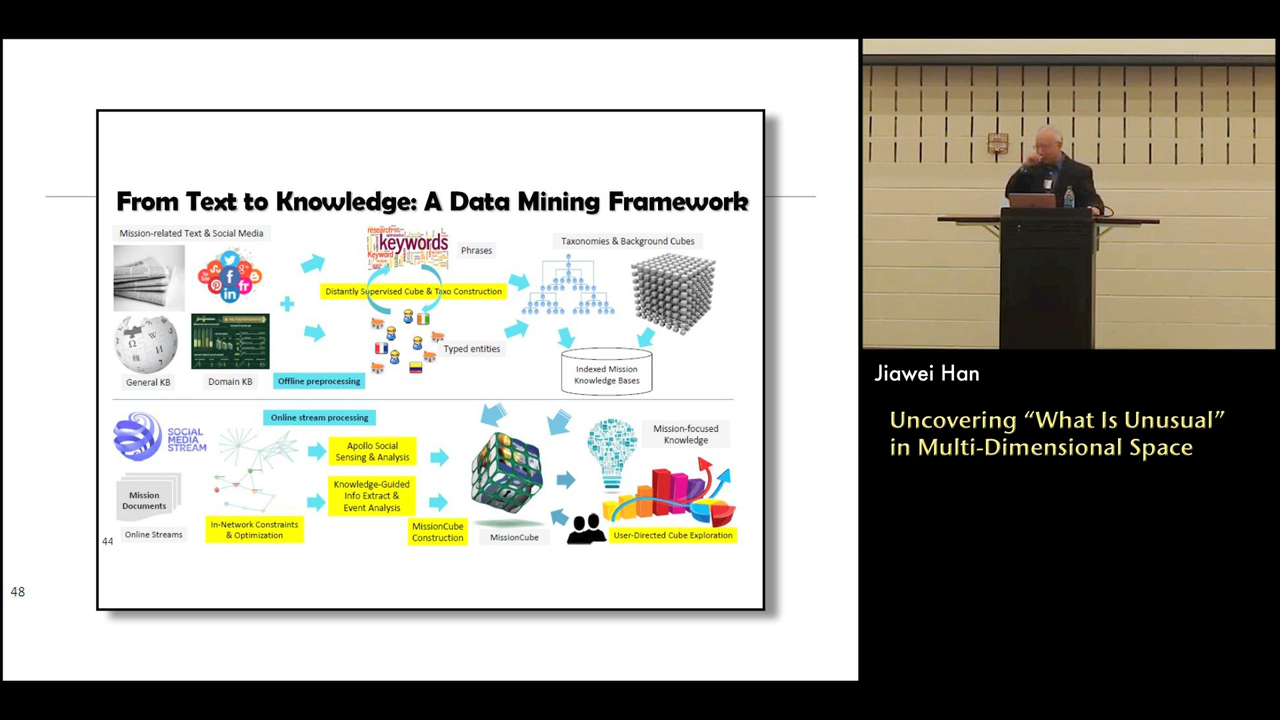 From Text to Knowledge: A Data Mining Framework
Mission-related Text & Social Media
keywords
Phrases
Taxonomies & Background Cubes
Distantly Supervised Cube & Taxo Construction
Typed entities
General KB
Domain KB
Offline preprocessing
Indexed Mission
Knowledge Bases
Online stream processing
SOCIAL
MEDIA
STREAM
Apollo Social
Sensing & Analysis
Mission-focused
Knowledge
Mission
Documents
Knowledge-Guided
Info Extract &
Event Analysis
In-Network Constraints
& Optimization
Online Streams
MissionCube
Construction
MissionCube
User-Directed Cube Exploration
44
48
Jiawei Han
Uncovering “What Is Unusual”
in Multi-Dimensional Space